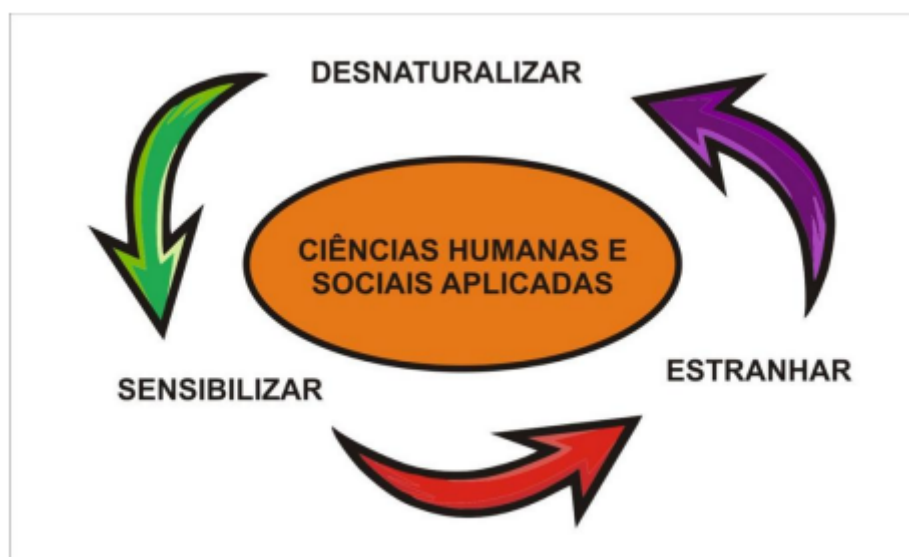 DESNATURALIZAR
CIÊNCIAS HUMANAS E
SOCIAIS APLICADAS
ESTRANHAR
SENSIBILIZAR